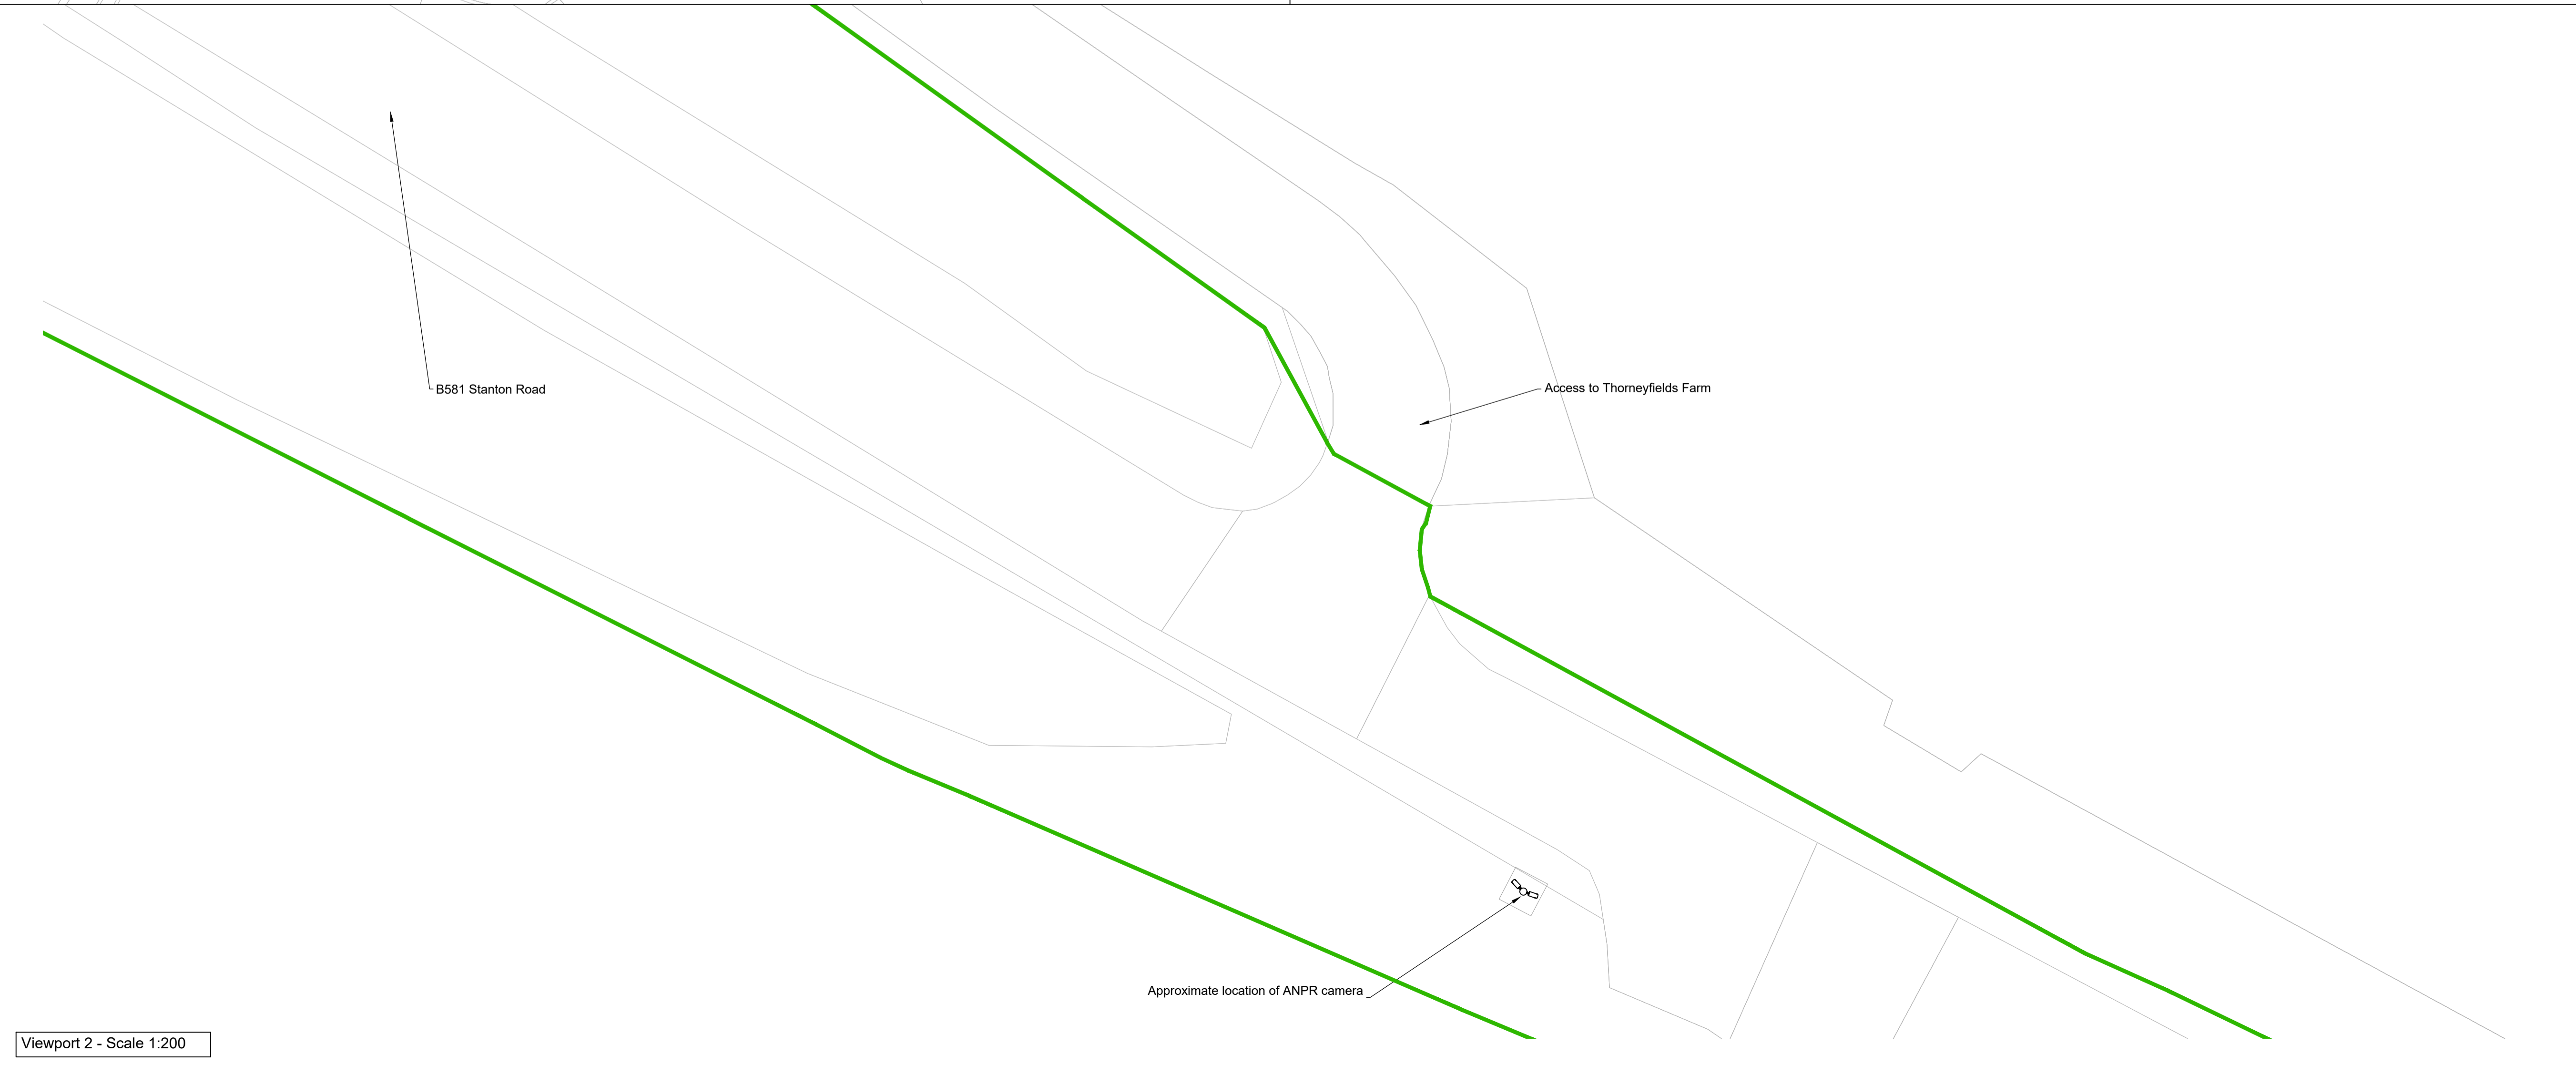 B581 Stanton Road
Access to Thorneyfields Farm
Approximate location of ANPR camera
Viewport 2 - Scale 1:200